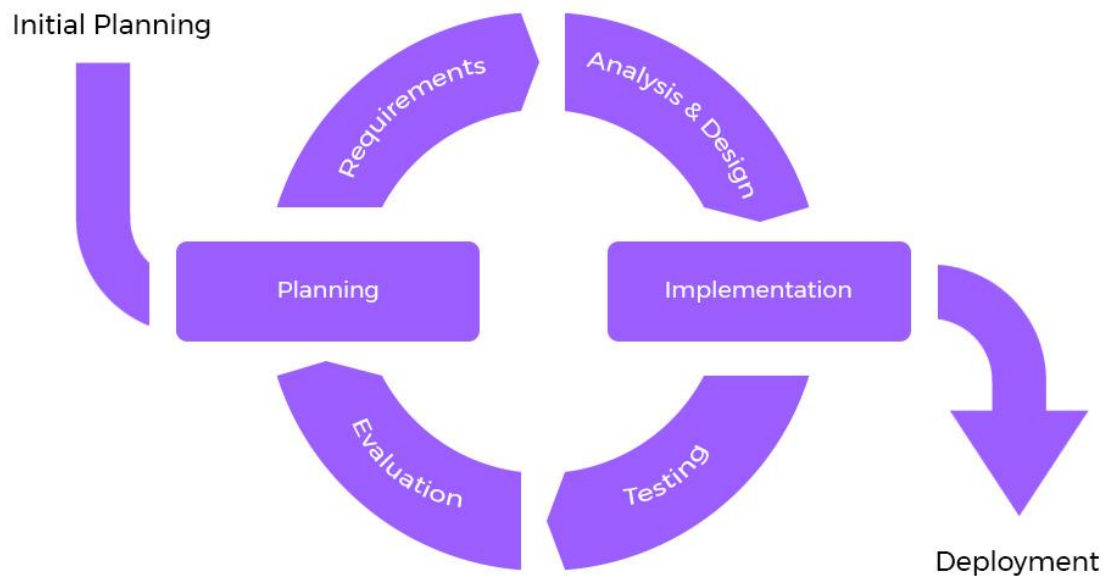 Initial Planning
Requirements
Analysis & Design
Planning
Implementation
Evaluation
Testing
Deployment